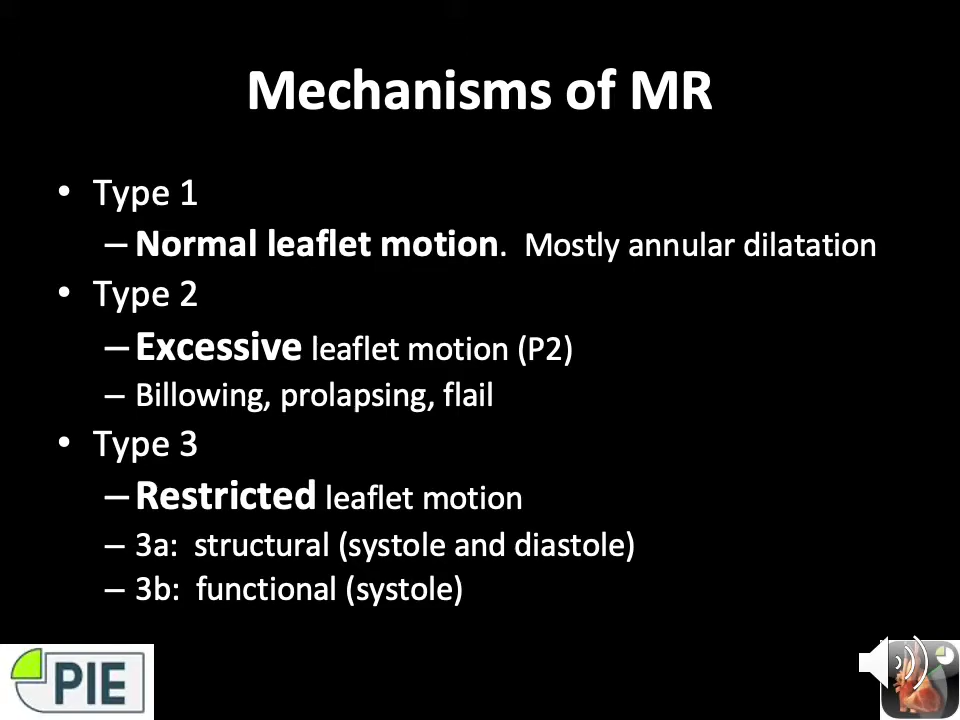 Mechanisms of MR
• Type 1
– Normal leaflet motion. Mostly annular dilatation
• Type 2
– Excessive leaflet motion (P2)
– Billowing, prolapsing, flail
• Type 3
– Restricted leaflet motion
– 3a: structural (systole and diastole)
– 3b: functional (systole)
PIE